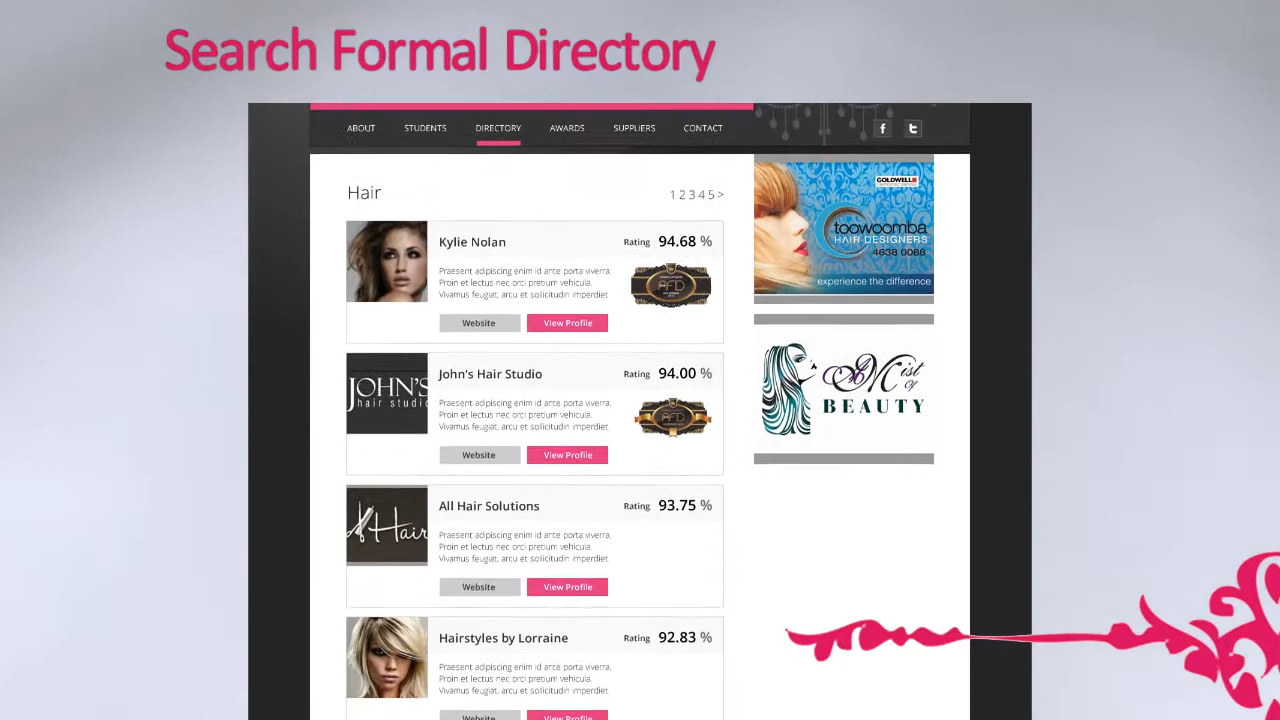 Search Formal Directory
ABOUT STUDENTS DIRECTORY AWARDS SUPPLIERS CONTACT
f t
Hair
1 2 3 4 5 >
Kylie Nolan
Rating 94.68 %
Praesent adipiscing enim id ante porta viverra.
Proin et lectus nec orci pretium vehicula.
Vivamus feugiat, arcu et sollicitudin imperdiet
AFD
Website
View Profile
John's Hair Studio
Rating 94.00 %
JOHN'S
hair studio
Praesent adipiscing enim id ante porta viverra.
Proin et lectus nec orci pretium vehicula.
Vivamus feugiat, arcu et sollicitudin imperdiet.
AFD
Website
View Profile
All Hair Solutions
Rating 93.75 %
Hair
Praesent adipiscing enim id ante porta viverra.
Proin et lectus nec orci pretium vehicula.
Vivamus feugiat, arcu et sollicitudin imperdiet.
Website
View Profile
Hairstyles by Lorraine
Rating 92.83 %
Praesent adipiscing enim id ante porta viverra.
Proin et lectus nec orci pretium vehicula.
Vivamus feugiat, arcu et sollicitudin imperdiet.
Website
View Profile
GOLDWELL
toowoomba
HAIR DESIGNERS
4638 0088
experience the difference
Mist
Of
BEAUTY